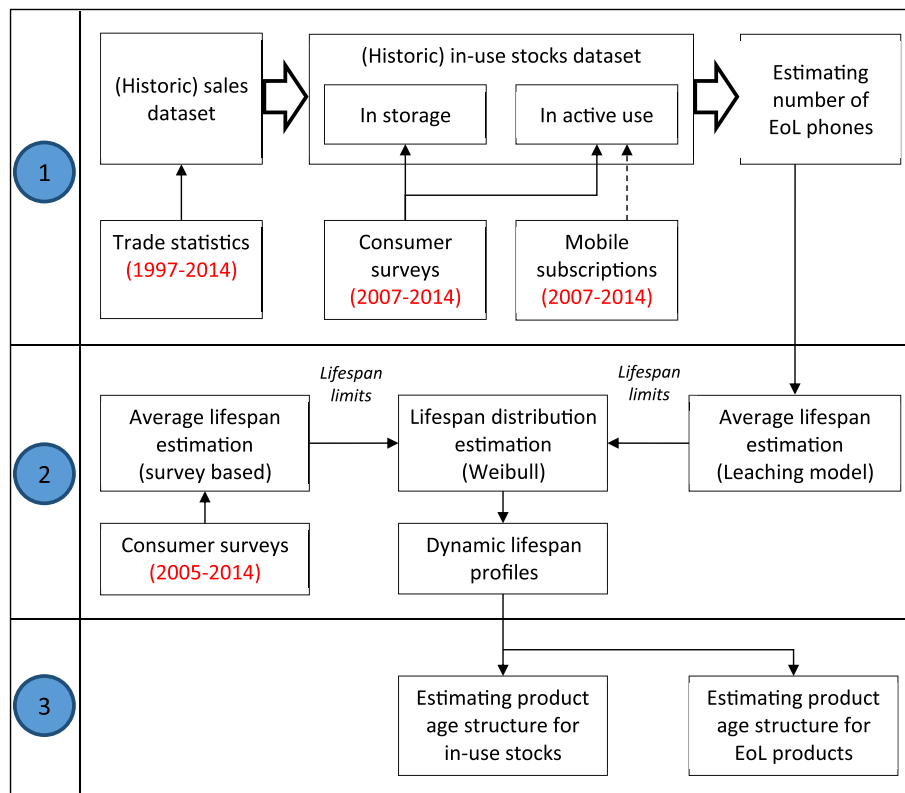 1
(Historic) sales
dataset
(Historic) in-use stocks dataset
In storage
In active use
Estimating
number of
EoL phones
Trade statistics
(1997-2014)
Consumer
surveys
(2007-2014)
Mobile
subscriptions
(2007-2014)
2
Average lifespan
estimation
(survey based)
Lifespan
limits
Lifespan distribution
estimation
(Weibull)
Lifespan
limits
Average lifespan
estimation
(Leaching model)
Consumer surveys
(2005-2014)
Dynamic lifespan
profiles
3
Estimating product
age structure for
in-use stocks
Estimating product
age structure for
EoL products